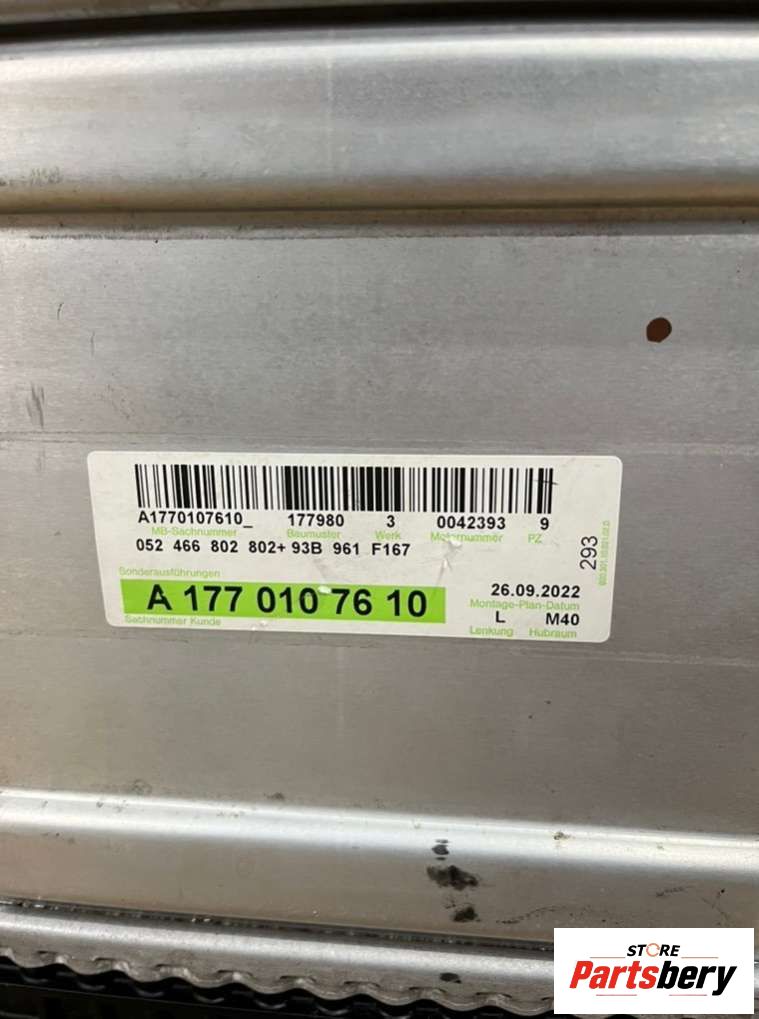 A1770107610_ 177980 3 0042393 9
MB-Sachnummer Baumuster Werk Motornummer PZ
052 466 802 802+ 93B 961 F167
Sonderausführungen
A 177 010 76 10
Sachnummer Kunde
26.09.2022
Montage-Plan-Datum
L M40
Lenkung Hubraum
293
STORE
Partsbery